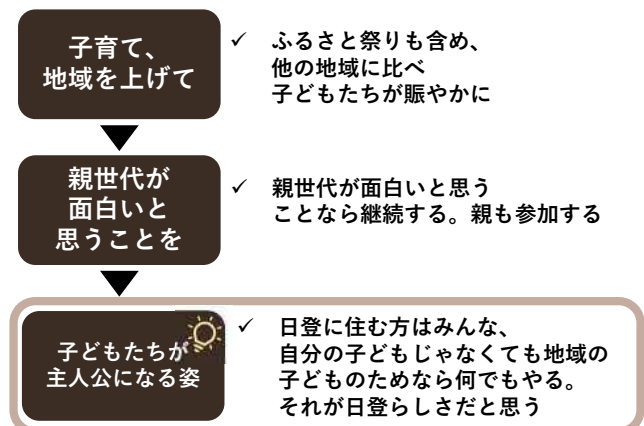 子育て、
地域を上げて
✓ ふるさと祭りも含め、
他の地域に比べ
子どもたちが賑やかに
親世代が
面白いと
思うことを
✓ 親世代が面白いと思う
ことなら継続する。親も参加する
子どもたちが
主人公になる姿
✓ 日登に住む方はみんな、
自分の子どもじゃなくても地域の
子どものためなら何でもやる。
それが日登らしさだと思う